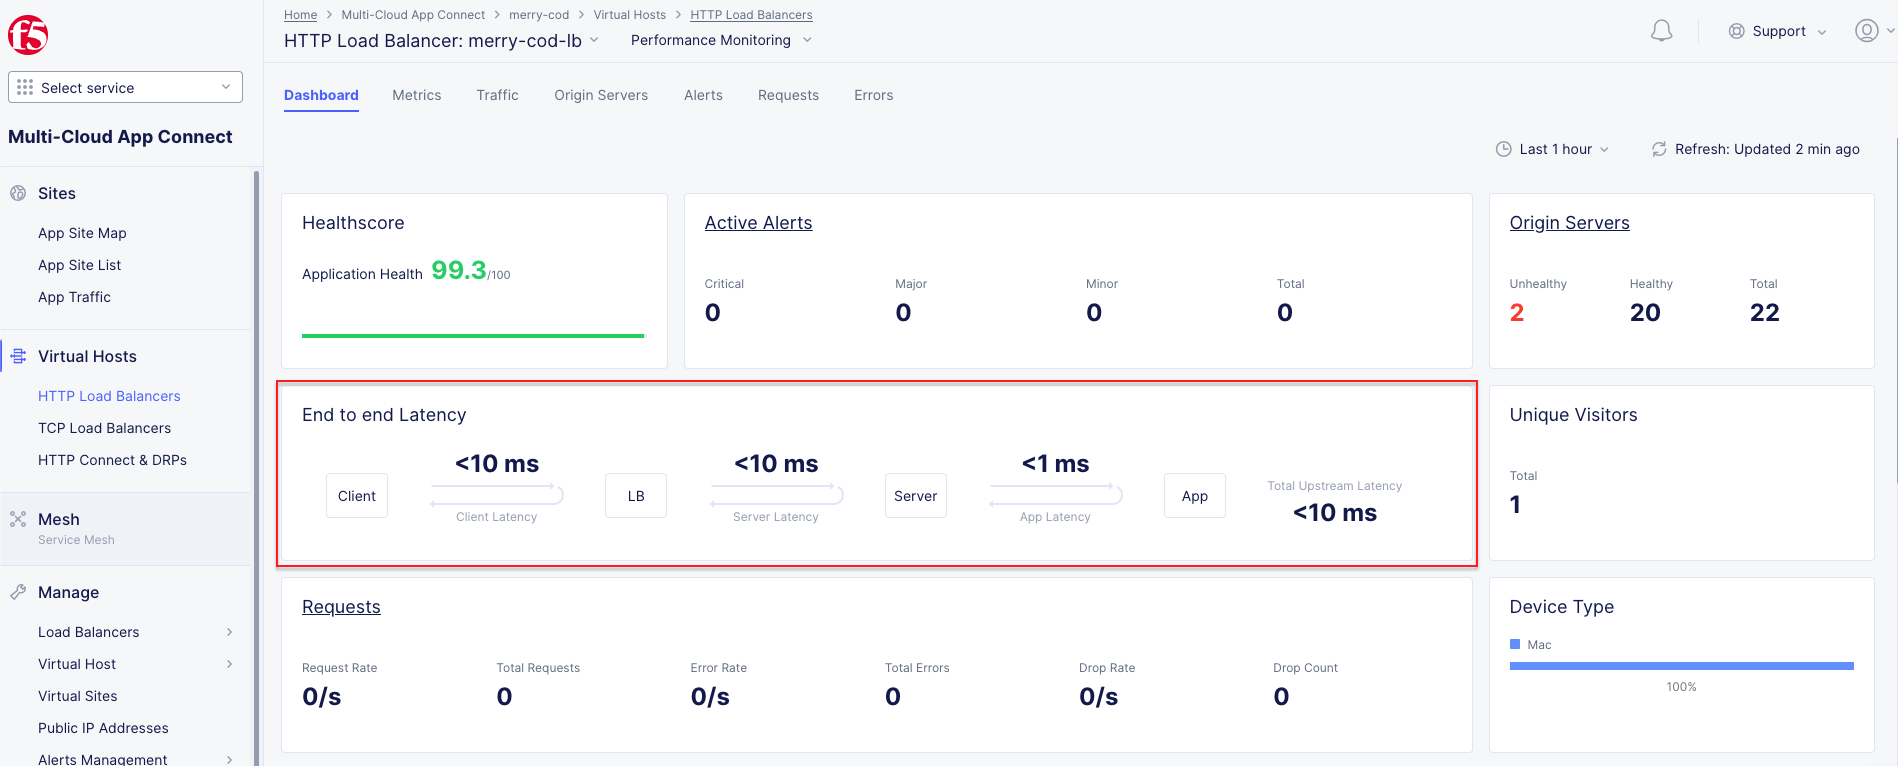 Home > Multi-Cloud App Connect > merry-cod > Virtual Hosts > HTTP Load Balancers
f5
HTTP Load Balancer: merry-cod-lb
Performance Monitoring
Support
Select service
Multi-Cloud App Connect
Sites
App Site Map
App Site List
App Traffic
Virtual Hosts
HTTP Load Balancers
TCP Load Balancers
HTTP Connect & DRPs
Mesh
Service Mesh
Manage
Load Balancers
Virtual Host
Virtual Sites
Public IP Addresses
Alerts Management
Dashboard Metrics Traffic Origin Servers Alerts Requests Errors
Last 1 hour
Refresh: Updated 2 min ago
Healthscore
Application Health 99.3/100
Active Alerts
Critical Major Minor Total
0 0 0 0
Origin Servers
Unhealthy Healthy Total
2 20 22
End to end Latency
<10 ms <10 ms <1 ms
Client LB Server App
Client Latency Server Latency App Latency
Total Upstream Latency
<10 ms
Unique Visitors
Total
1
Requests
Request Rate Total Requests Error Rate Total Errors Drop Rate Drop Count
0/s 0 0/s 0 0/s 0
Device Type
Mac
100%